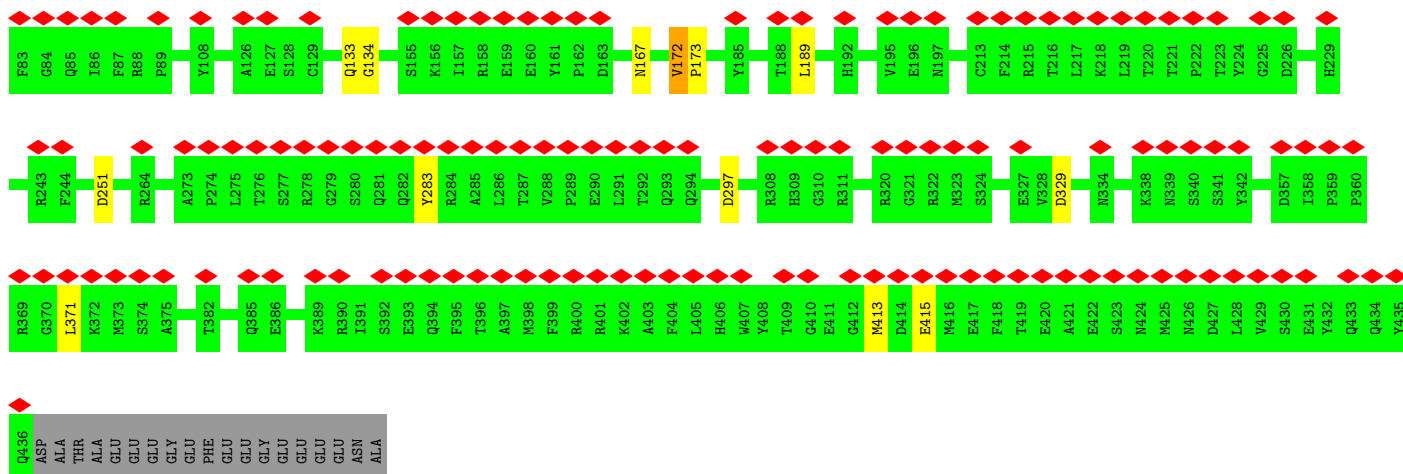 F83 G84 Q85 I86 F87 R88 P89 Y108 A126 E127 S128 C129 Q133 G134 S155 K156 I157 R158 E159 E160 Y161 P162 D163 N167 V172 P173 Y185 T188 L189 H192 V195 E196 N197 C213 F214 R215 T216 L217 K218 L219 T220 T221 P222 T223 Y224 G225 D226 H229
R243 F244 D251 R264 A273 P274 L275 T276 S277 R278 G279 S280 Q281 Q282 Y283 R284 A285 L286 T287 V288 P289 E290 L291 T292 Q293 Q294 D297 R308 H309 G310 R311 R320 G321 R322 M323 S324 E327 V328 D329 N334 K338 N339 S340 S341 Y342 D357 I358 P359 P360
R369 G370 L371 K372 M373 S374 A375 T382 Q385 E386 K389 R390 I391 S392 E393 Q394 F395 T396 A397 M398 F399 R400 R401 K402 A403 F404 L405 H406 W407 Y408 T409 G410 E411 G412 M413 D414 E415 M416 E417 F418 T419 E420 A421 E422 S423 N424 M425 N426 D427 L428 V429 S430 E431 Y432 Q433 Q434 Y435
Q436 ASP ALA THR ALA GLU GLU GLU GLY GLU PHE GLU GLU GLY GLU GLU GLU GLU ASN ALA